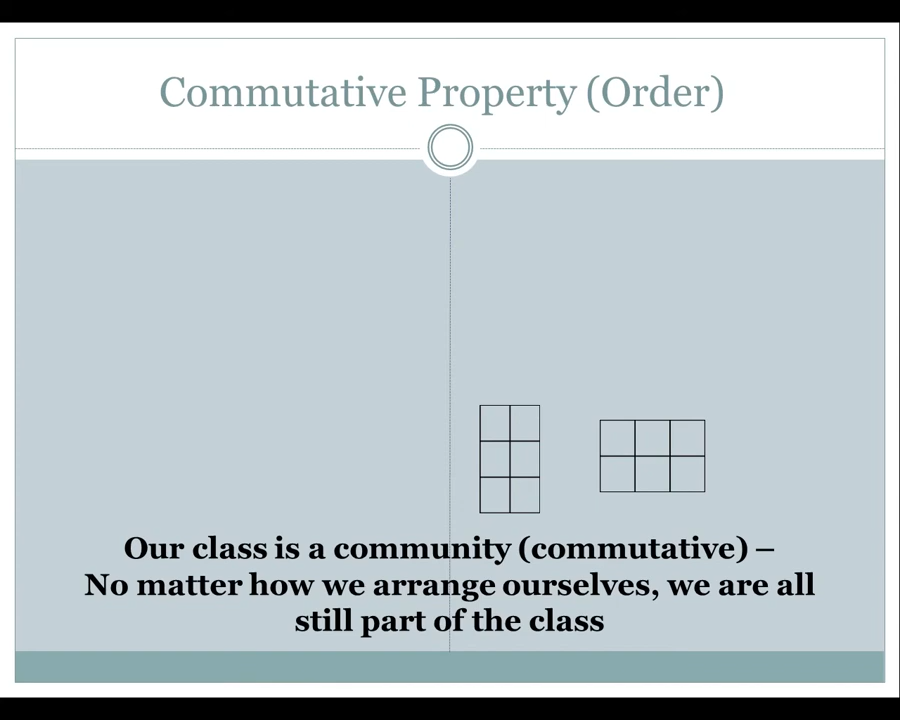 Commutative Property (Order)
Our class is a community (commutative) –
No matter how we arrange ourselves, we are all
still part of the class